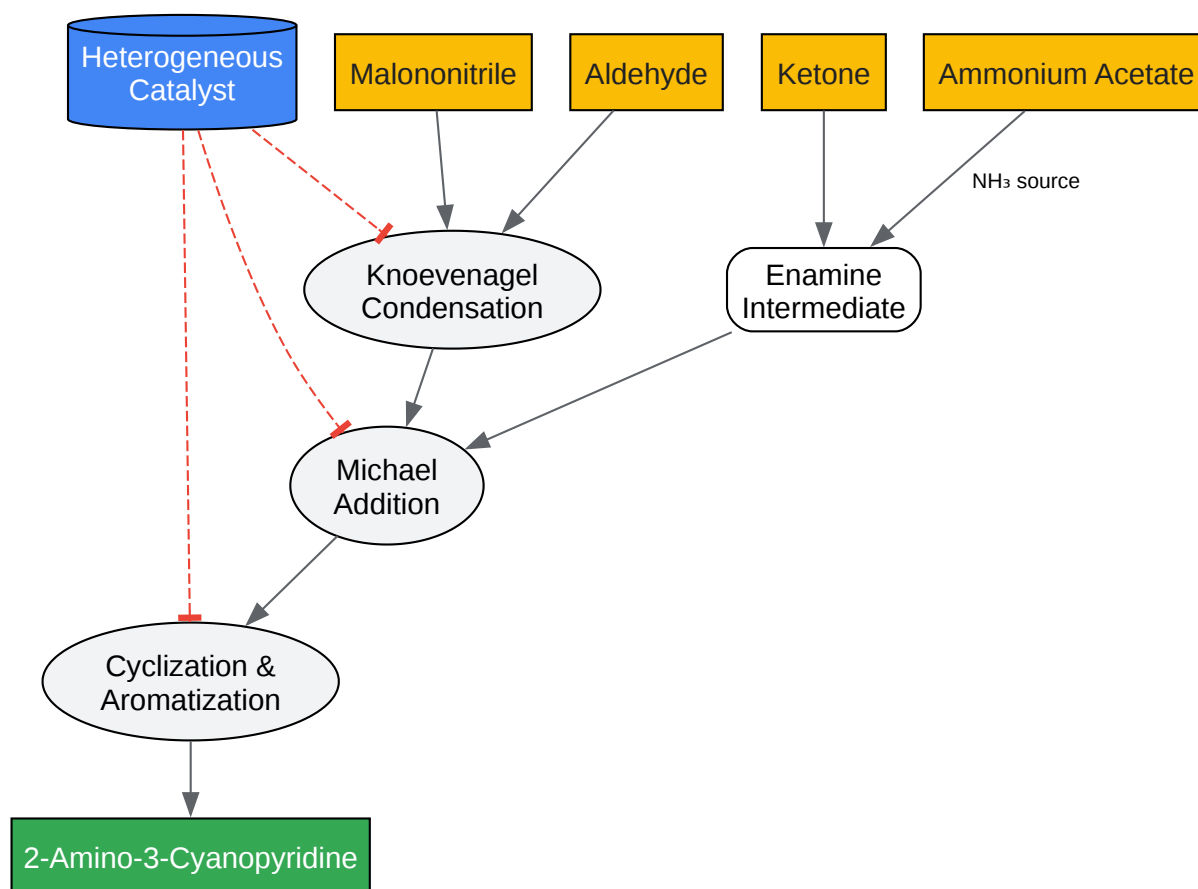 Heterogeneous
Catalyst
Malononitrile
Aldehyde
Ketone
Ammonium Acetate
NH₃ source
Knoevenagel
Condensation
Enamine
Intermediate
Michael
Addition
Cyclization &
Aromatization
2-Amino-3-Cyanopyridine